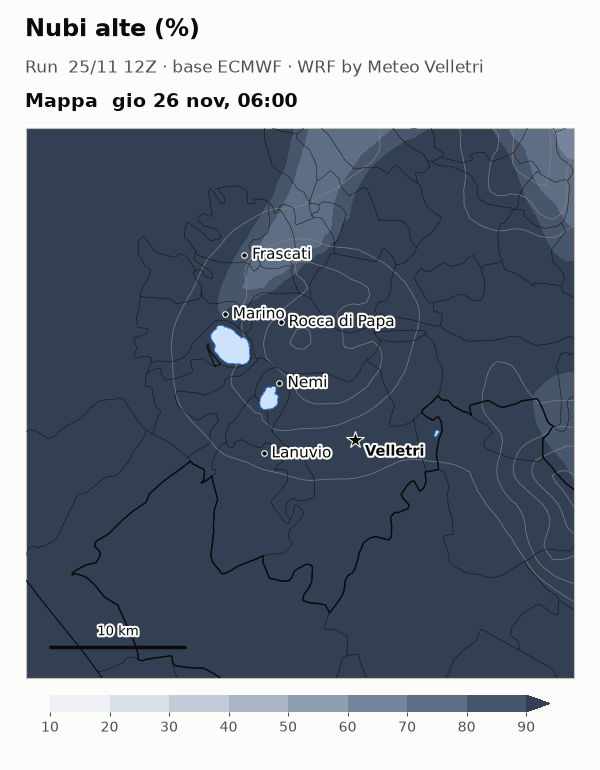 Nubi alte (%)
Run  25/11 12Z · base ECMWF · WRF by Meteo Velletri
Mappa  gio 26 nov, 06:00
Frascati
Marino
Rocca di Papa
Nemi
Velletri
Lanuvio
10 km
10 20 30 40 50 60 70 80 90